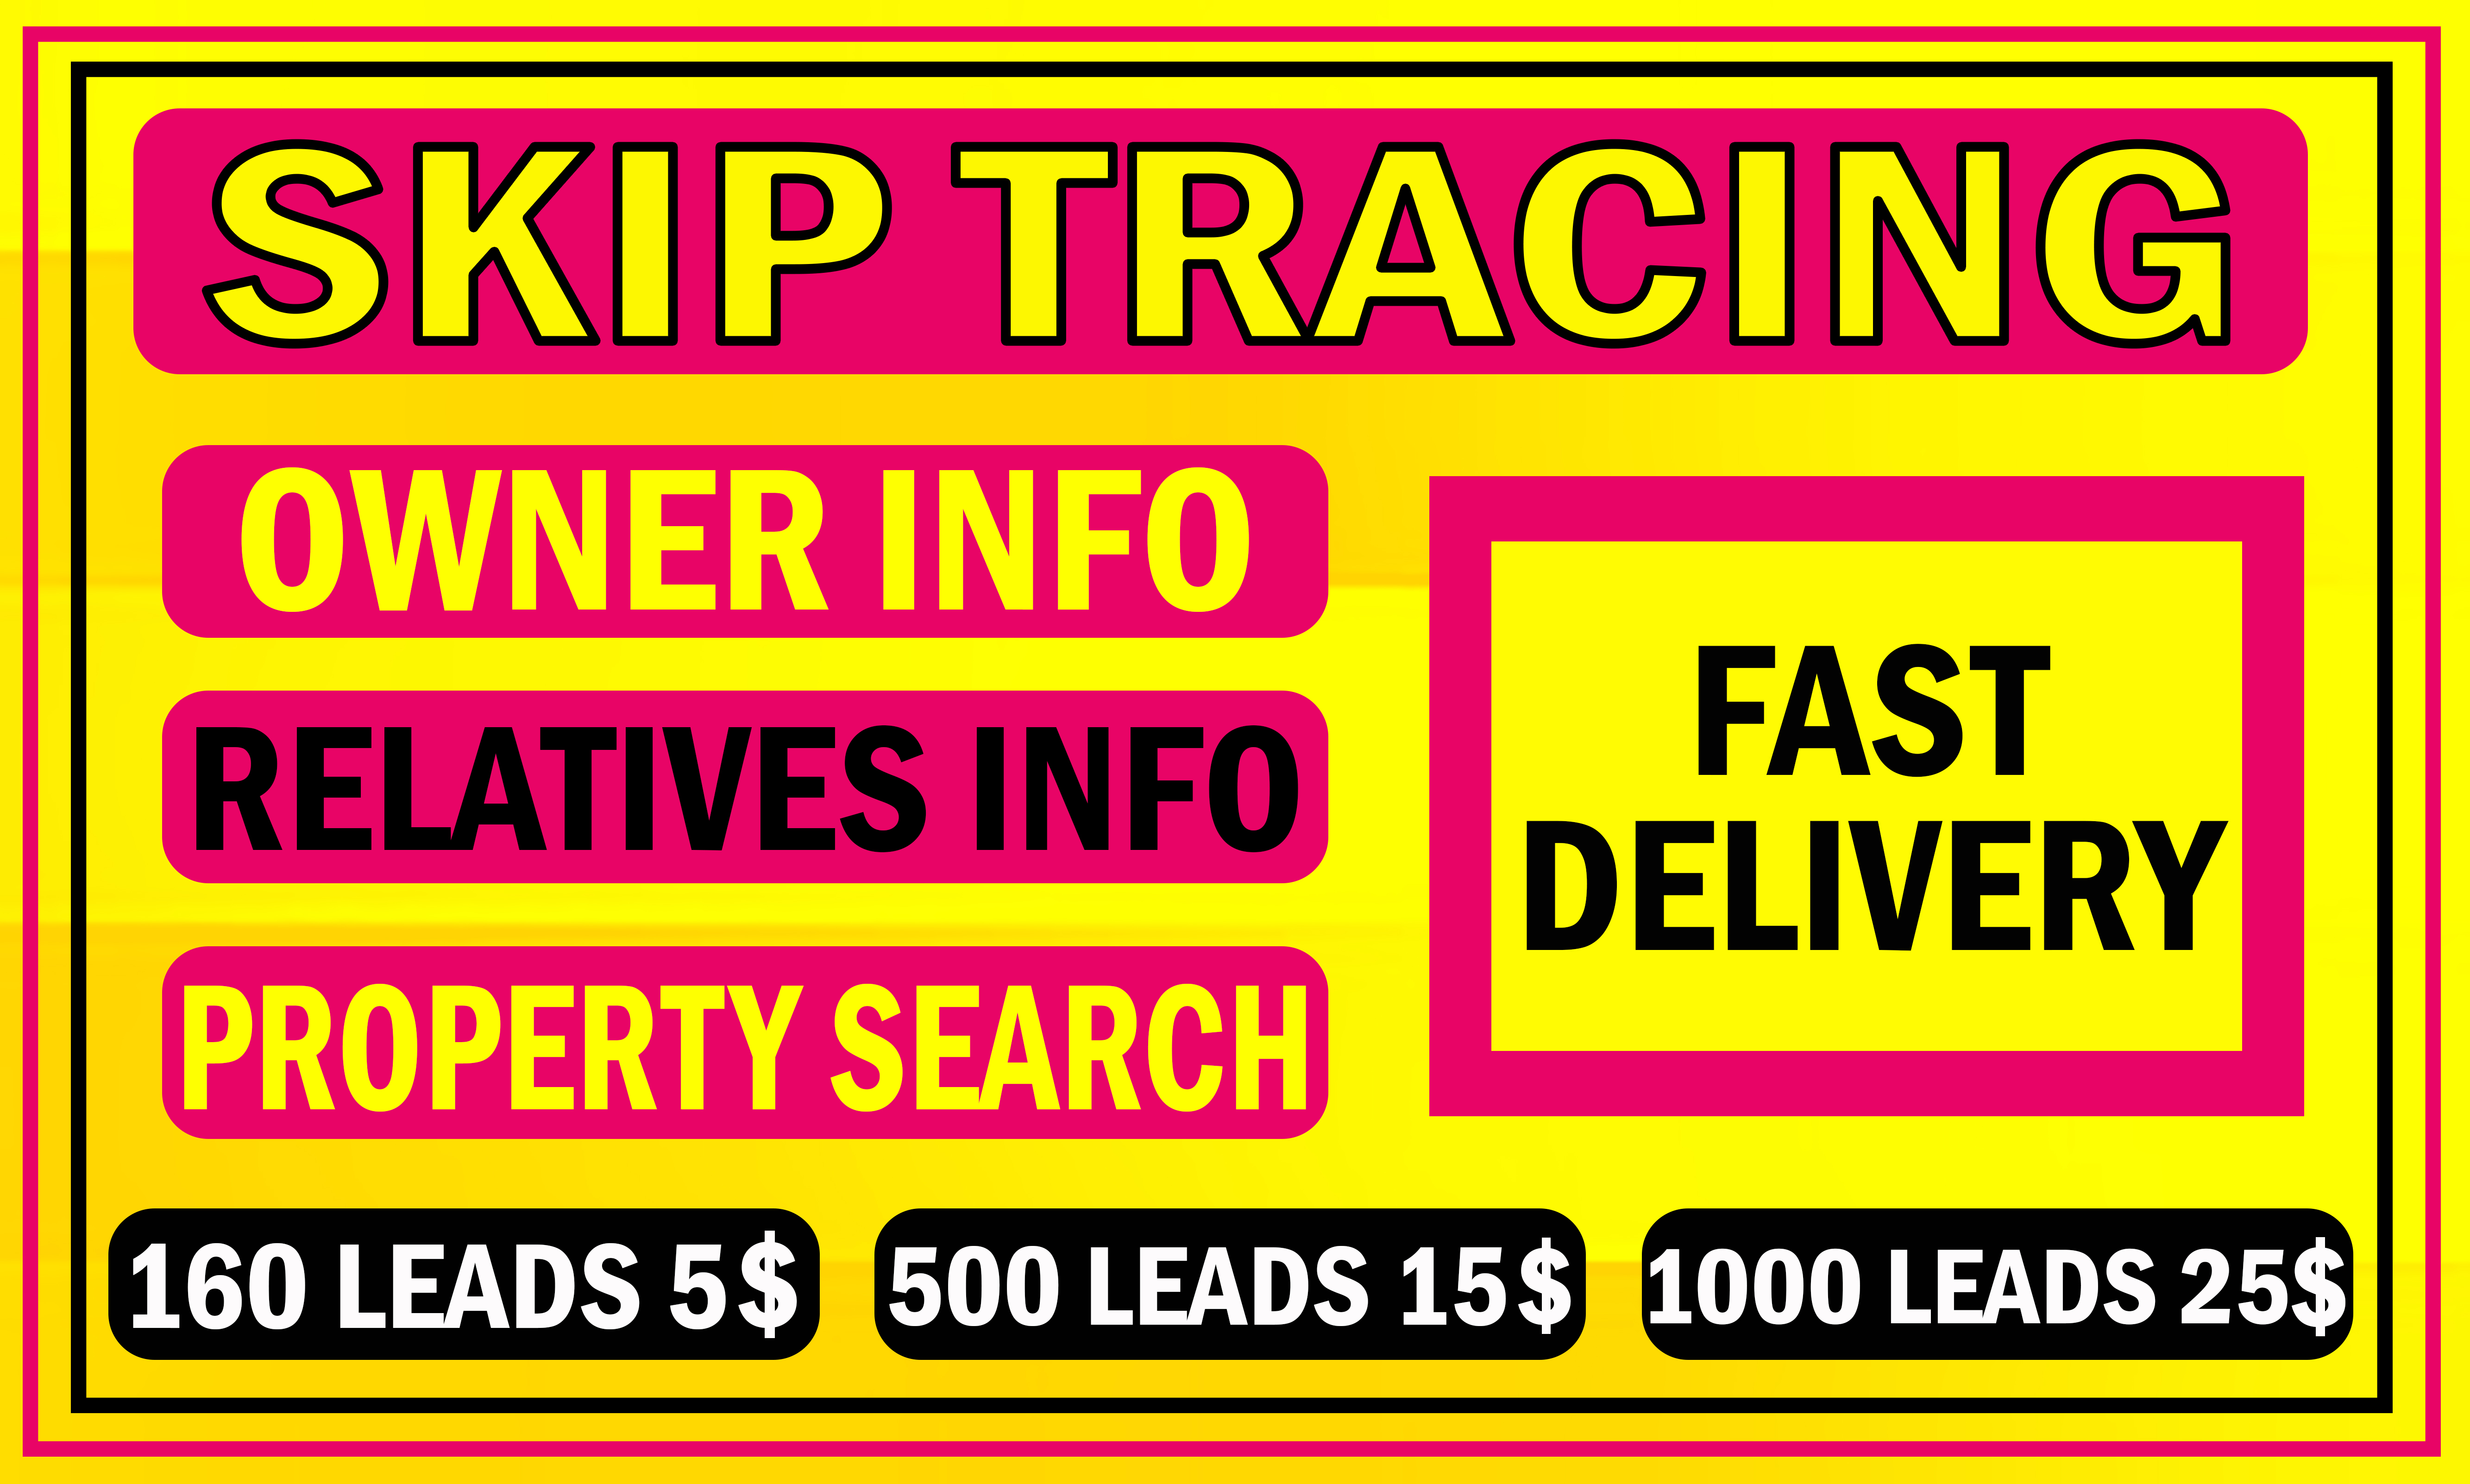 SKIP TRACING
OWNER INFO
RELATIVES INFO
PROPERTY SEARCH
FAST
DELIVERY
160 LEADS 5$
500 LEADS 15$
1000 LEADS 25$